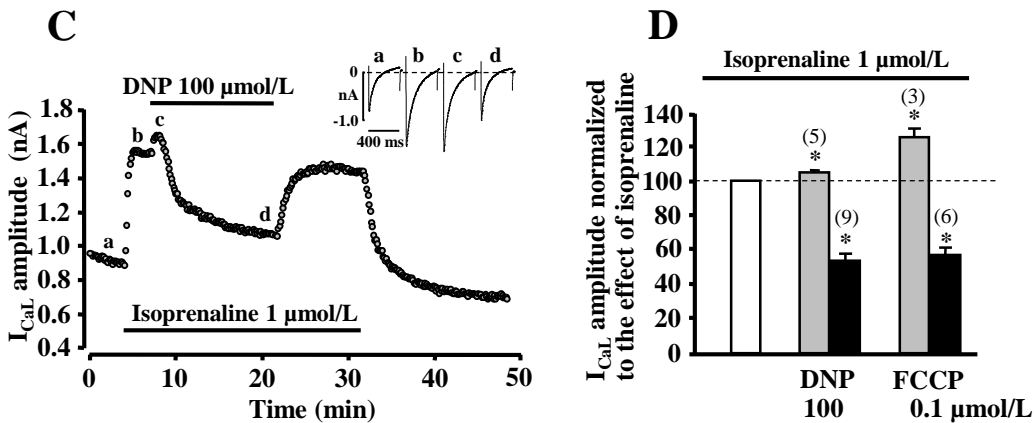 C
DNP 100 µmol/L
a b c d
0
nA
-1.0
400 ms
I_CaL amplitude (nA)
1.8
1.6
1.4
1.2
1.0
0.8
0.6
0.4
a
b
c
d
Isoprenaline 1 µmol/L
0 10 20 30 40 50
Time (min)
D
Isoprenaline 1 µmol/L
I_CaL amplitude normalized
to the effect of isoprenaline
140
120
100
80
60
40
20
0
(5)
*
(9)
*
(3)
*
(6)
*
DNP FCCP
100 0.1 µmol/L